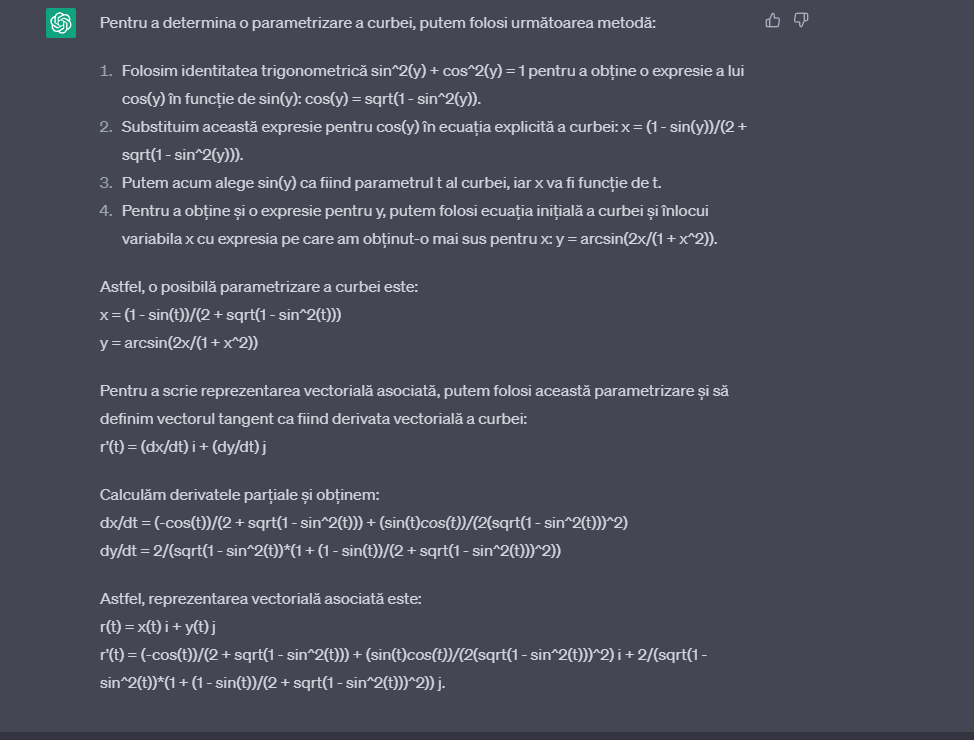 Pentru a determina o parametrizare a curbei, putem folosi următoarea metodă:
1. Folosim identitatea trigonometrică sin^2(y) + cos^2(y) = 1 pentru a obține o expresie a lui
cos(y) în funcție de sin(y): cos(y) = sqrt(1 - sin^2(y)).
2. Substituim această expresie pentru cos(y) în ecuația explicită a curbei: x = (1 - sin(y))/(2 +
sqrt(1 - sin^2(y))).
3. Putem acum alege sin(y) ca fiind parametrul t al curbei, iar x va fi funcție de t.
4. Pentru a obține și o expresie pentru y, putem folosi ecuația inițială a curbei și înlocui
variabila x cu expresia pe care am obținut-o mai sus pentru x: y = arcsin(2x/(1 + x^2)).
Astfel, o posibilă parametrizare a curbei este:
x = (1 - sin(t))/(2 + sqrt(1 - sin^2(t)))
y = arcsin(2x/(1 + x^2))
Pentru a scrie reprezentarea vectorială asociată, putem folosi această parametrizare și să
definim vectorul tangent ca fiind derivata vectorială a curbei:
r'(t) = (dx/dt) i + (dy/dt) j
Calculăm derivatele parțiale și obținem:
dx/dt = (-cos(t))/(2 + sqrt(1 - sin^2(t))) + (sin(t)cos(t))/(2(sqrt(1 - sin^2(t)))^2)
dy/dt = 2/(sqrt(1 - sin^2(t))*(1 + (1 - sin(t))/(2 + sqrt(1 - sin^2(t)))^2))
Astfel, reprezentarea vectorială asociată este:
r(t) = x(t) i + y(t) j
r'(t) = (-cos(t))/(2 + sqrt(1 - sin^2(t))) + (sin(t)cos(t))/(2(sqrt(1 - sin^2(t)))^2) i + 2/(sqrt(1 -
sin^2(t))*(1 + (1 - sin(t))/(2 + sqrt(1 - sin^2(t)))^2)) j.